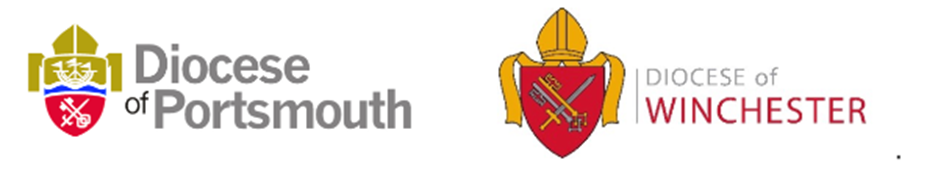 Diocese
of Portsmouth
DIOCESE of
WINCHESTER
.